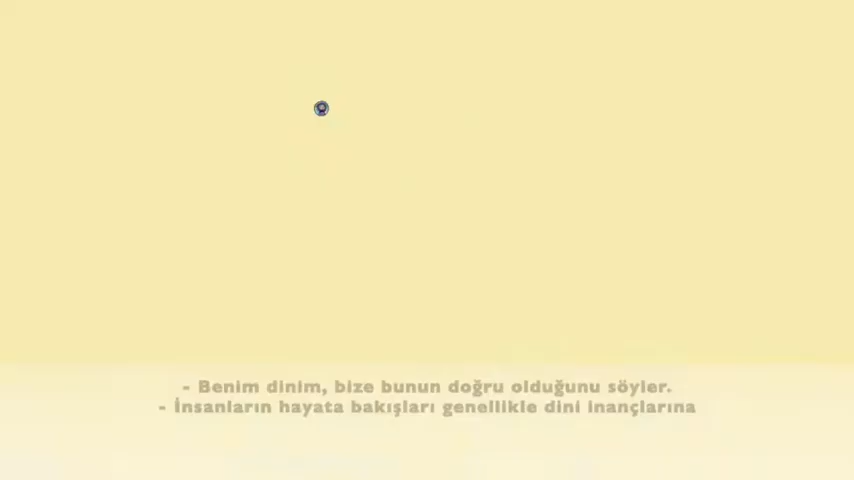 - Benim dinim, bize bunun doğru olduğunu söyler.
- İnsanların hayata bakışları genellikle dini inançlarına